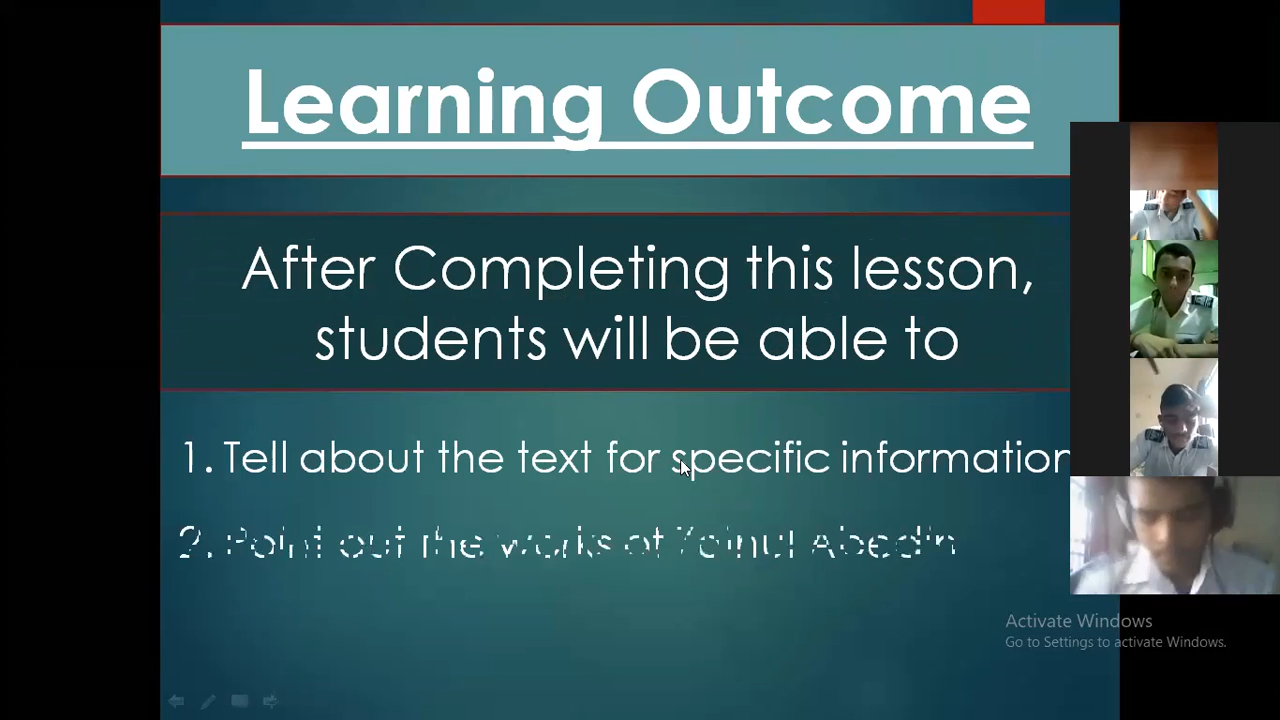 Learning Outcome
After Completing this lesson,
students will be able to
1. Tell about the text for specific information
2. Point out the works of Zainul Abedin
Activate Windows
Go to Settings to activate Windows.